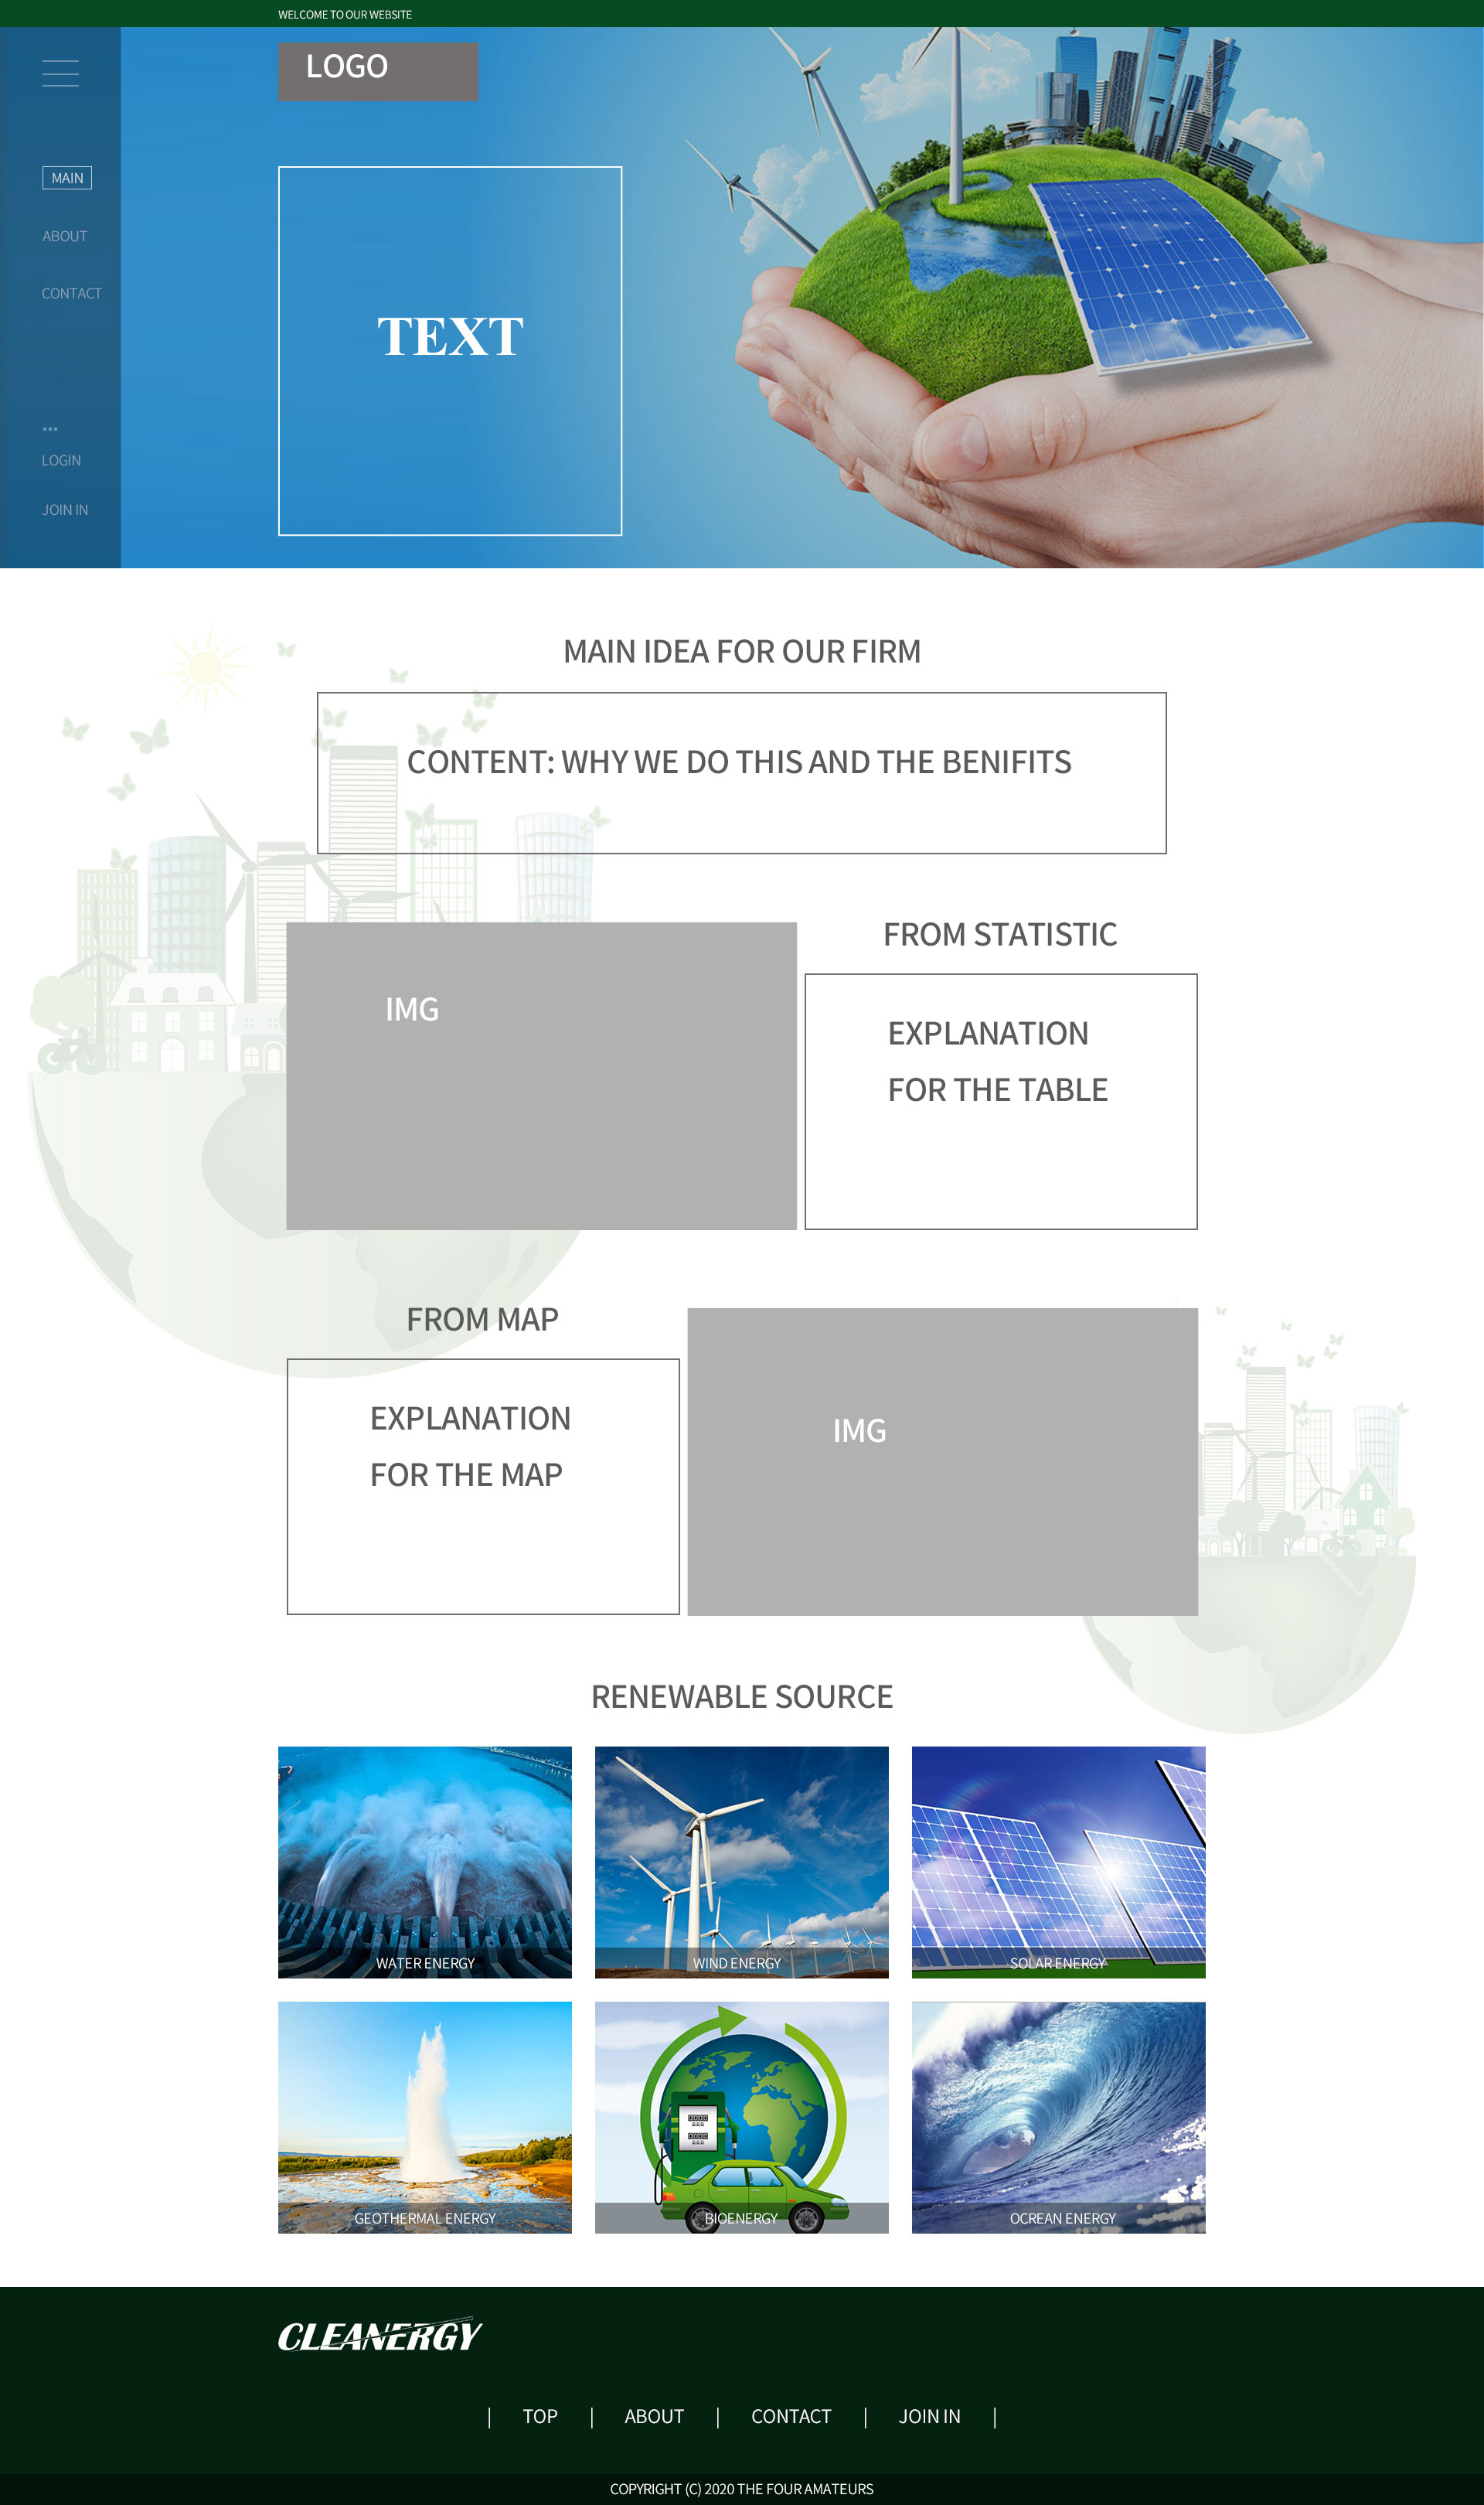 WELCOME TO OUR WEBSITE
LOGO
MAIN
ABOUT
CONTACT
...
LOGIN
JOIN IN
TEXT
MAIN IDEA FOR OUR FIRM
CONTENT: WHY WE DO THIS AND THE BENIFITS
IMG
FROM STATISTIC
EXPLANATION
FOR THE TABLE
FROM MAP
EXPLANATION
FOR THE MAP
IMG
RENEWABLE SOURCE
WATER ENERGY
WIND ENERGY
SOLAR ENERGY
GEOTHERMAL ENERGY
BIOENERGY
OCREAN ENERGY
CLEANERGY
| TOP | ABOUT | CONTACT | JOIN IN |
COPYRIGHT (C) 2020 THE FOUR AMATEURS